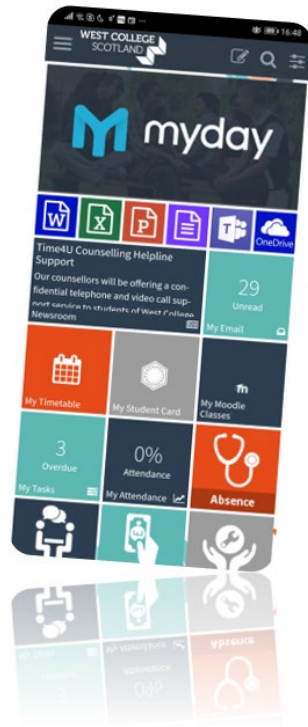 16:48
WEST COLLEGE
SCOTLAND
myday
W X P T OneDrive
Time4U Counselling Helpline
Support
Our counsellors will be offering a con-
fidential telephone and video call sup-
port service to students of West College
Newsroom
29
Unread
My Email
My Timetable
My Student Card
My Moodle
Classes
3
Overdue
My Tasks
0%
Attendance
My Attendance
Absence